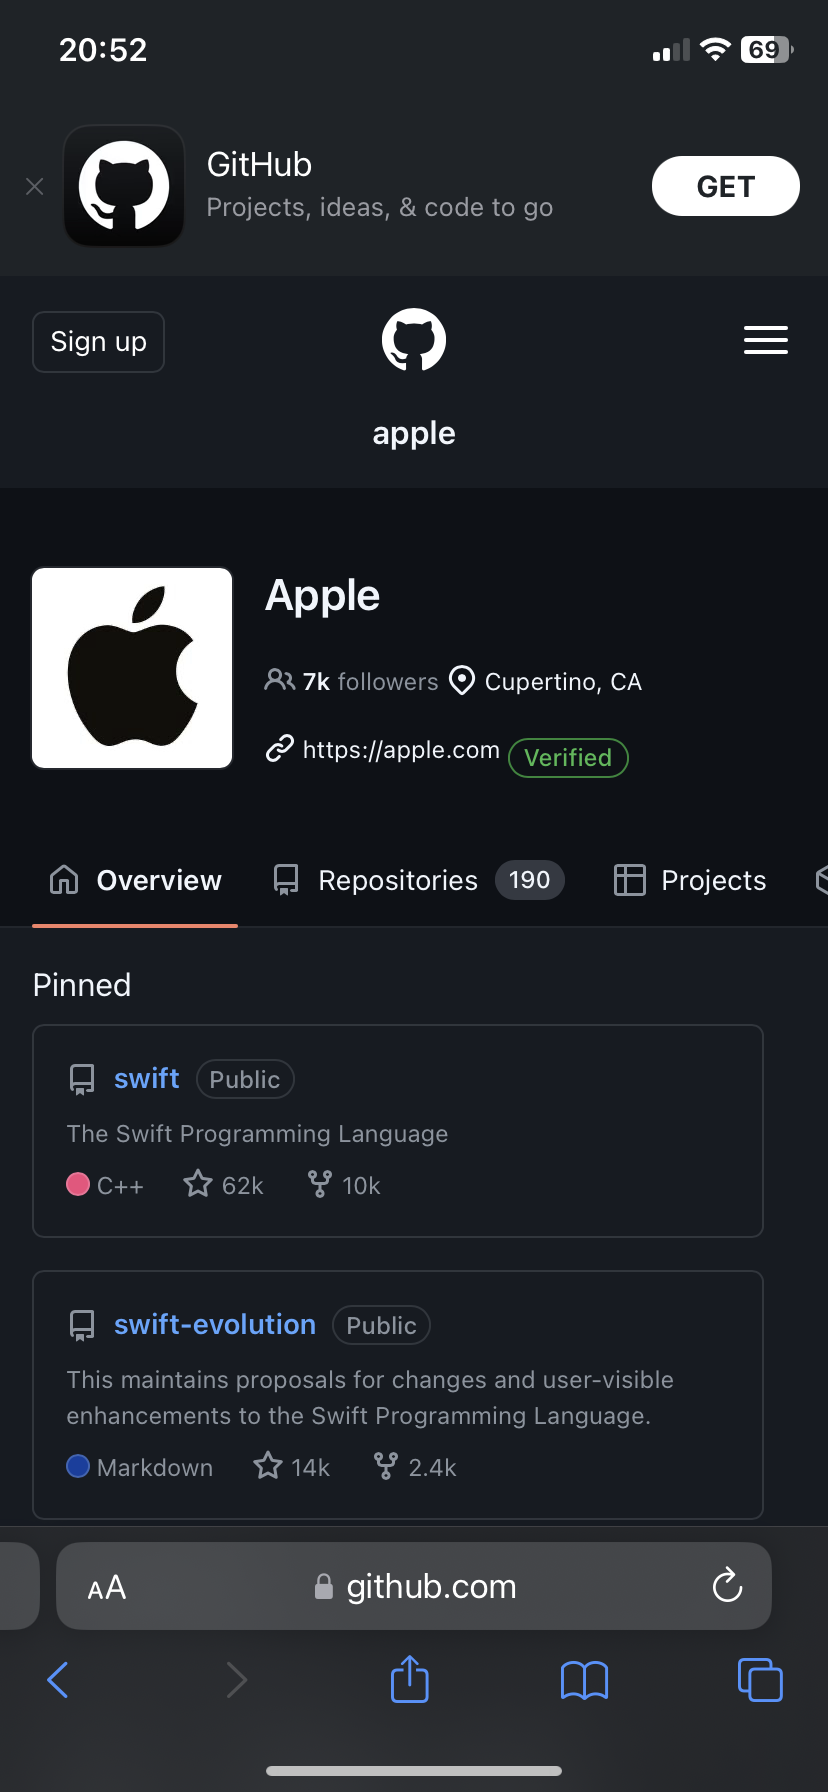 20:52
69
GitHub
Projects, ideas, & code to go
GET
Sign up
apple
Apple
7k followers Cupertino, CA
https://apple.com Verified
Overview Repositories 190 Projects
Pinned
swift Public
The Swift Programming Language
C++ 62k 10k
swift-evolution Public
This maintains proposals for changes and user-visible
enhancements to the Swift Programming Language.
Markdown 14k 2.4k
AA github.com